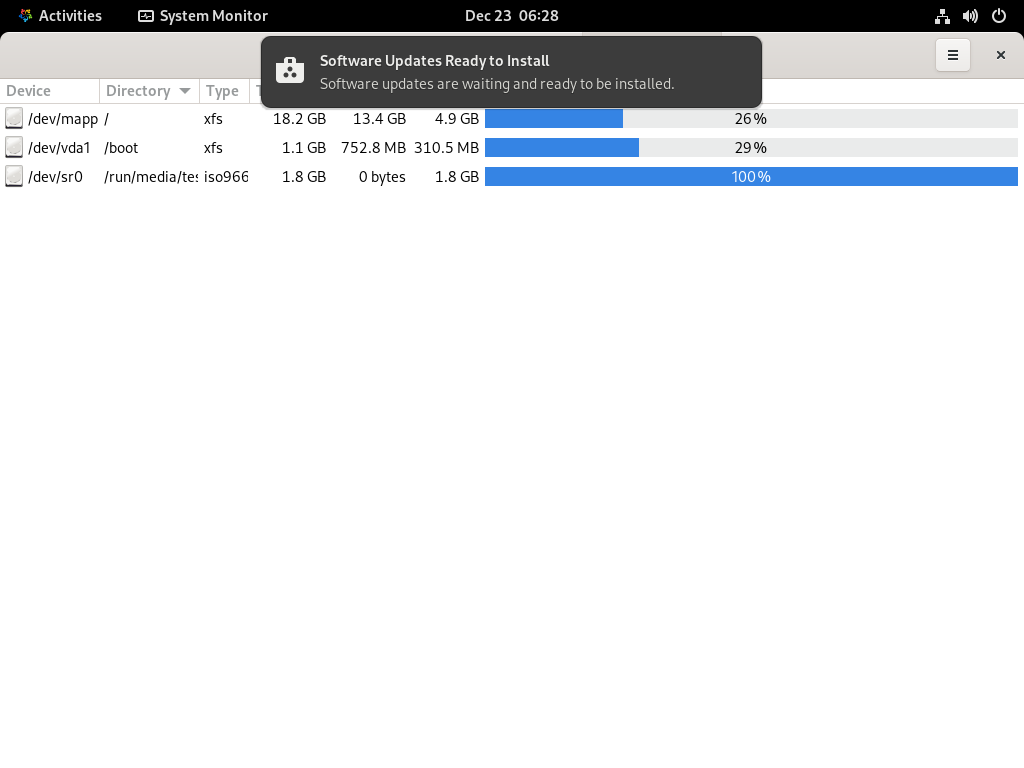 Activities System Monitor Dec 23 06:28
Software Updates Ready to Install
Software updates are waiting and ready to be installed.
Device Directory Type
/dev/mapp / xfs 18.2 GB 13.4 GB 4.9 GB 26%
/dev/vda1 /boot xfs 1.1 GB 752.8 MB 310.5 MB 29%
/dev/sr0 /run/media/tes iso966 1.8 GB 0 bytes 1.8 GB 100%